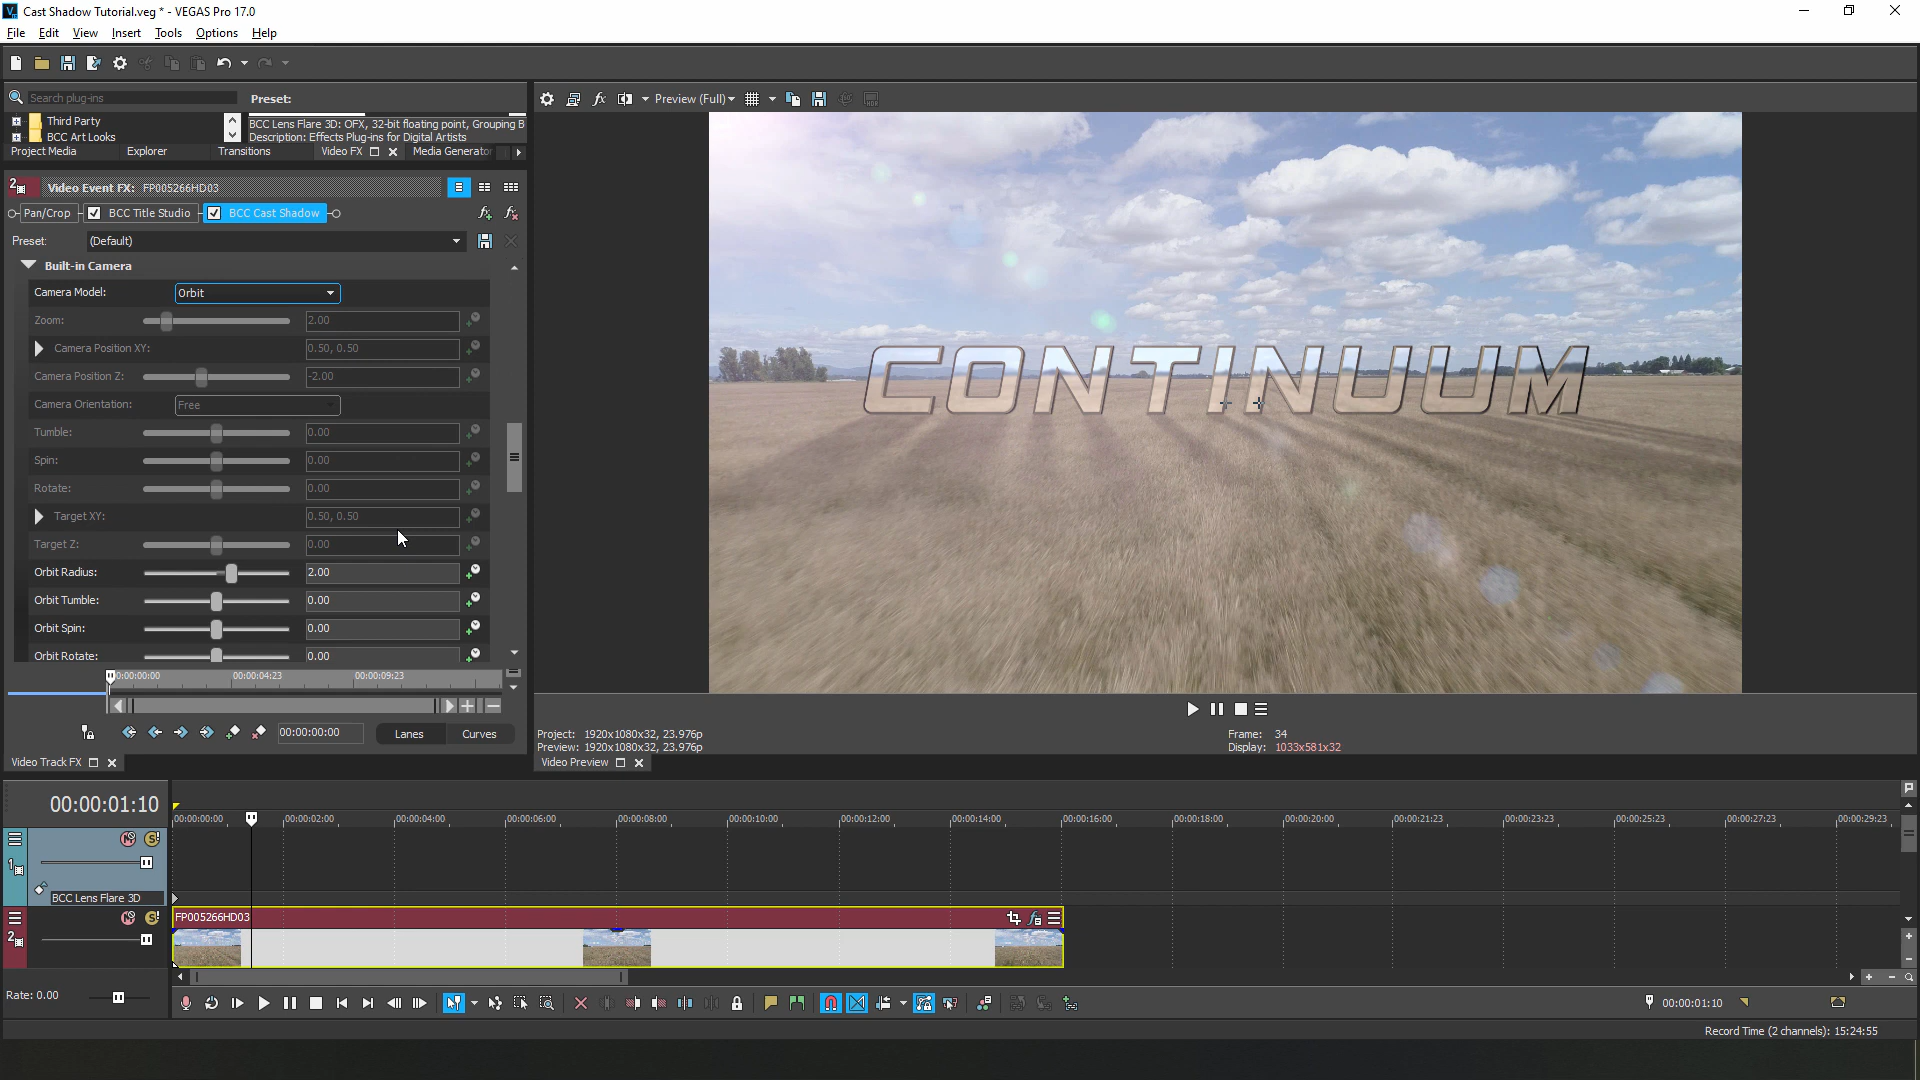 Cast Shadow Tutorial.veg * - VEGAS Pro 17.0
File Edit View Insert Tools Options Help
Search plug-ins
Preset:
Third Party
BCC Art Looks
BCC Lens Flare 3D: OFX, 32-bit floating point, Grouping B
Description: Effects Plug-ins for Digital Artists
Project Media Explorer Transitions Video FX Media Generator
Preview (Full)
2 Video Event FX: FP005266HD03
Pan/Crop BCC Title Studio BCC Cast Shadow
Preset: (Default)
Built-in Camera
Camera Model: Orbit
Zoom: 2.00
Camera Position XY: 0.50, 0.50
Camera Position Z: -2.00
Camera Orientation: Free
Tumble: 0.00
Spin: 0.00
Rotate: 0.00
Target XY: 0.50, 0.50
Target Z: 0.00
Orbit Radius: 2.00
Orbit Tumble: 0.00
Orbit Spin: 0.00
Orbit Rotate: 0.00
CONTINUUM
0:00:00:00 00:00:04:23 00:00:09:23
00:00:00:00 Lanes Curves
Video Track FX
Project: 1920x1080x32, 23.976p
Preview: 1920x1080x32, 23.976p
Frame: 34
Display: 1033x581x32
Video Preview
00:00:01:10
00:00:00:00 00:00:02:00 00:00:04:00 00:00:06:00 00:00:08:00 00:00:10:00 00:00:12:00 00:00:14:00 00:00:16:00 00:00:18:00 00:00:20:00 00:00:21:23 00:00:23:23 00:00:25:23 00:00:27:23 00:00:29:23
1
BCC Lens Flare 3D
2
FP005266HD03
Rate: 0.00
00:00:01:10
Record Time (2 channels): 15:24:55